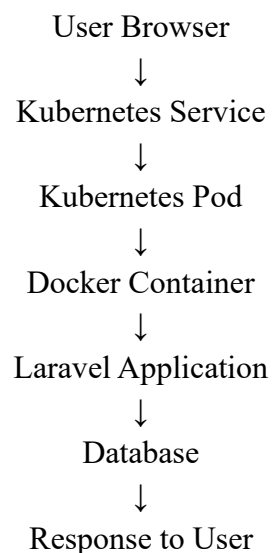 User Browser
↓
Kubernetes Service
↓
Kubernetes Pod
↓
Docker Container
↓
Laravel Application
↓
Database
↓
Response to User